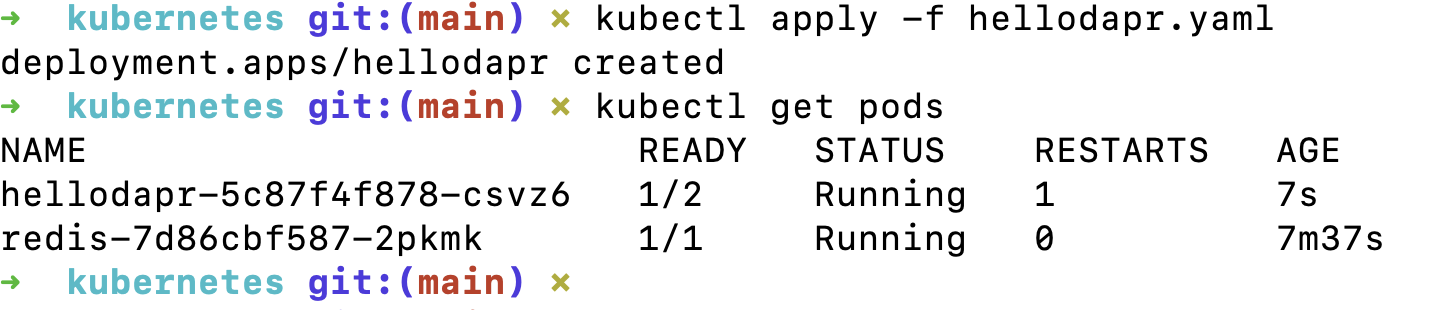 → kubernetes git:(main) × kubectl apply -f hellodapr.yaml
deployment.apps/hellodapr created
→ kubernetes git:(main) × kubectl get pods
NAME READY STATUS RESTARTS AGE
hellodapr-5c87f4f878-csvz6 1/2 Running 1 7s
redis-7d86cbf587-2pkmk 1/1 Running 0 7m37s
→ kubernetes git:(main) ×